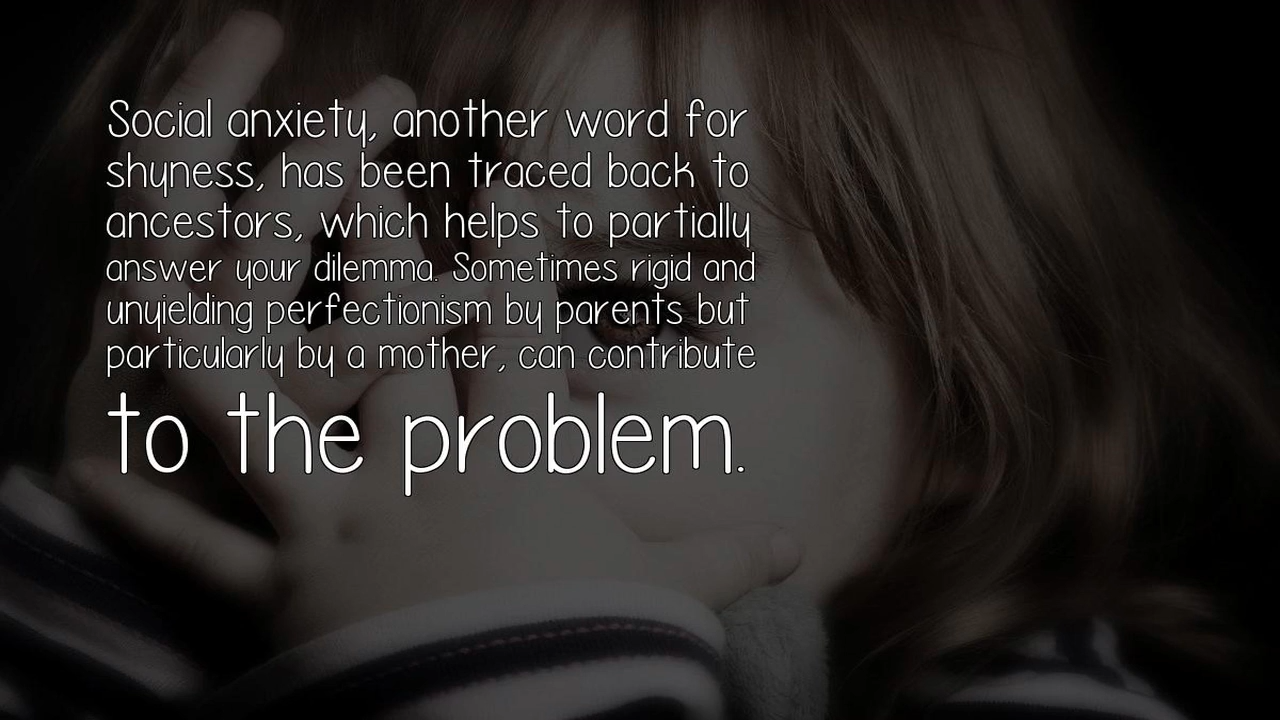 Social anxiety, another word for
shyness, has been traced back to
ancestors, which helps to partially
answer your dilemma. Sometimes rigid and
unyielding perfectionism by parents but
particularly by a mother, can contribute
to the problem.